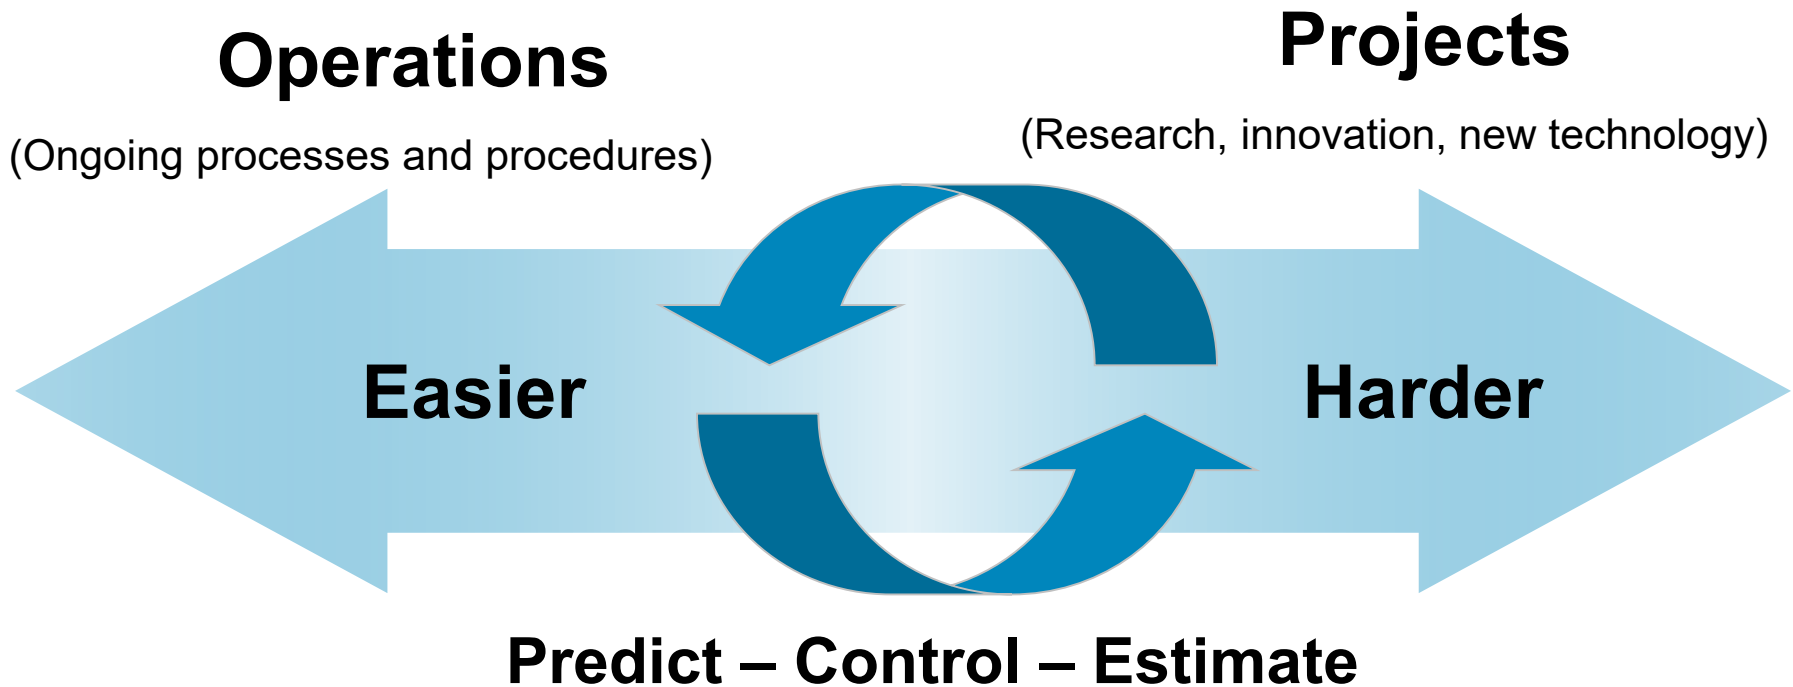 Operations
(Ongoing processes and procedures)
Projects
(Research, innovation, new technology)
Easier
Harder
Predict – Control – Estimate